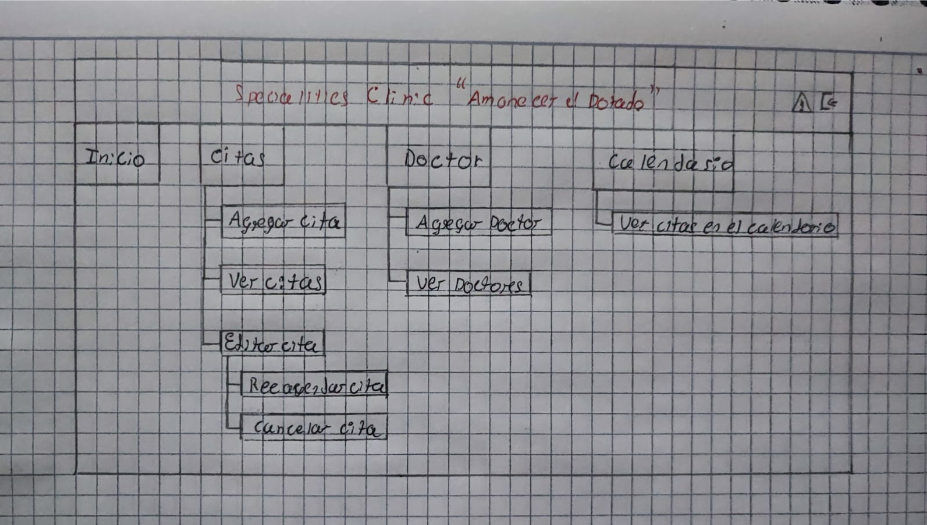 Specialities Clinic "Amanecer el Dorado"
Inicio
Citas
Doctor
Calendario
Agregar cita
Agregar Doctor
Ver citas en el calendario
Ver citas
Ver Doctores
Editar cita
Reeagendar cita
Cancelar cita